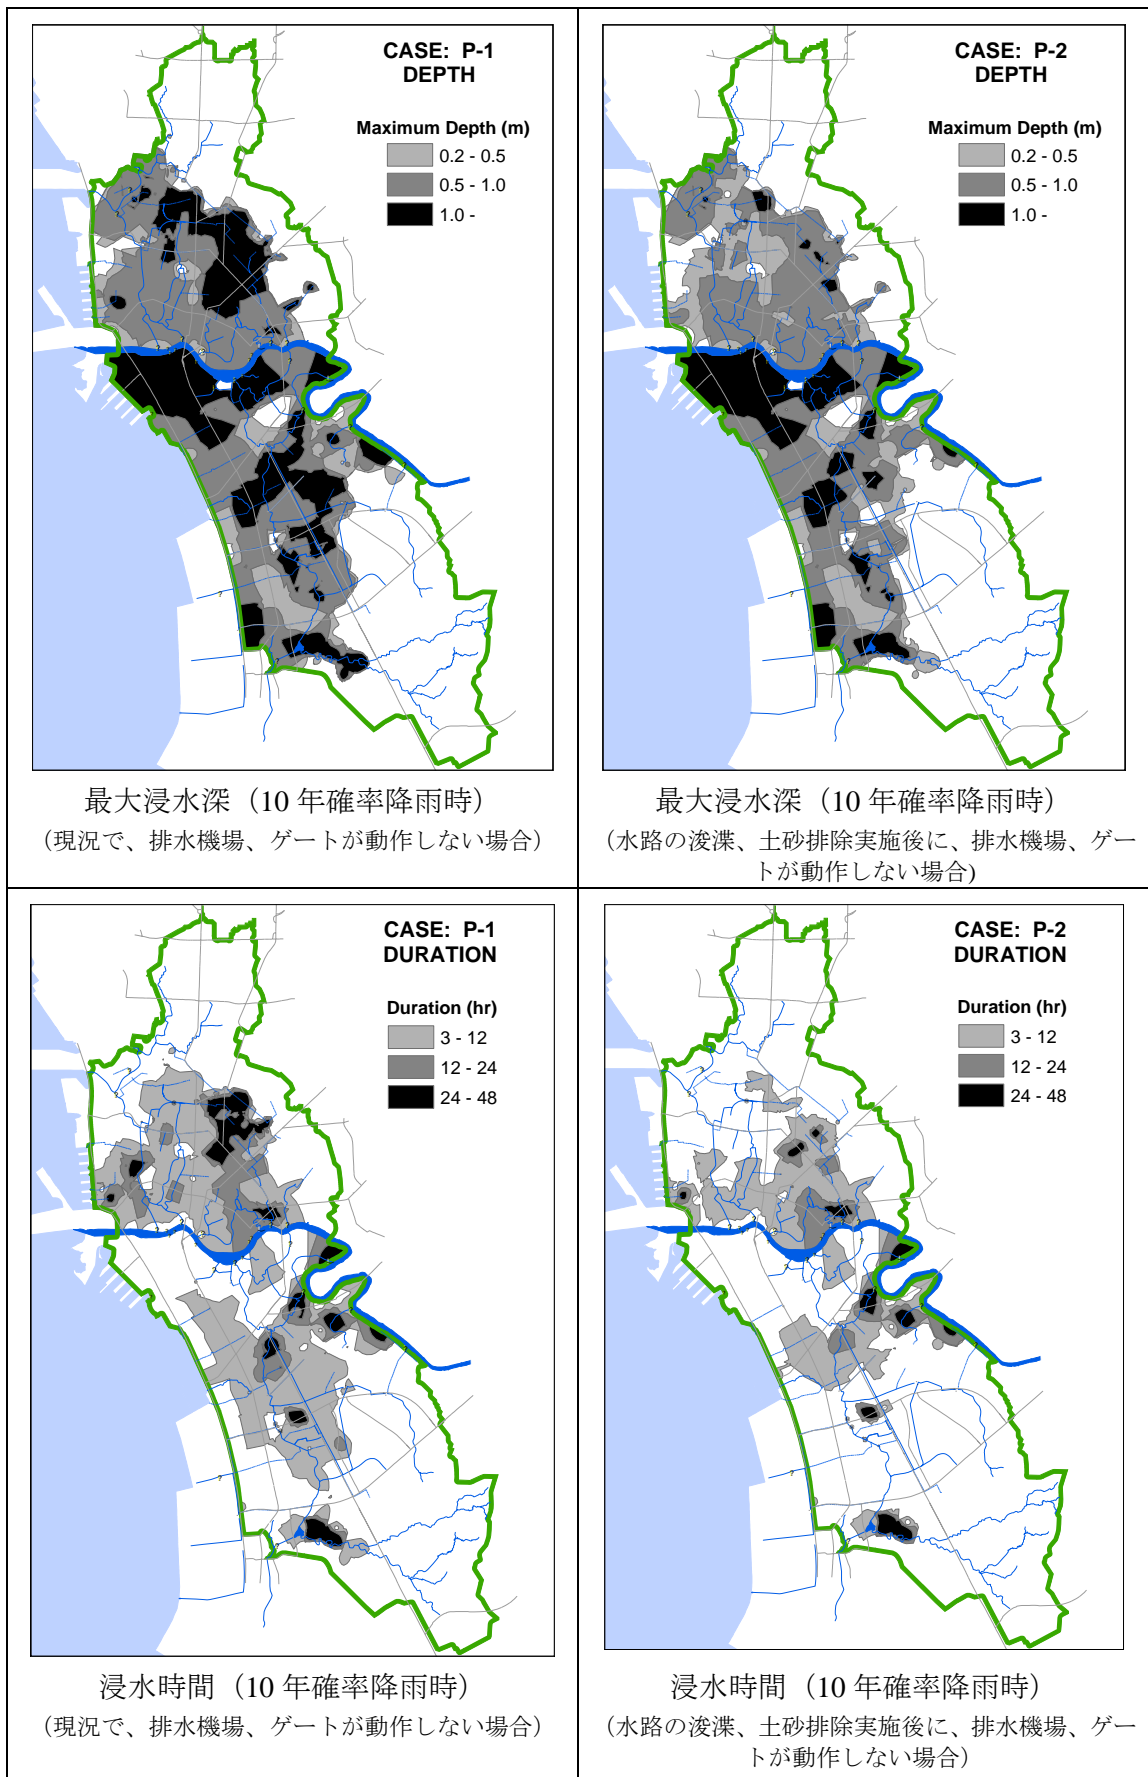 CASE: P-1
DEPTH
Maximum Depth (m)
0.2 - 0.5
0.5 - 1.0
1.0 -
最大浸水深（10 年確率降雨時）
（現況で、排水機場、ゲートが動作しない場合）
CASE: P-2
DEPTH
Maximum Depth (m)
0.2 - 0.5
0.5 - 1.0
1.0 -
最大浸水深（10 年確率降雨時）
（水路の浚渫、土砂排除実施後に、排水機場、ゲー
トが動作しない場合)
CASE: P-1
DURATION
Duration (hr)
3 - 12
12 - 24
24 - 48
浸水時間（10 年確率降雨時）
（現況で、排水機場、ゲートが動作しない場合）
CASE: P-2
DURATION
Duration (hr)
3 - 12
12 - 24
24 - 48
浸水時間（10 年確率降雨時）
（水路の浚渫、土砂排除実施後に、排水機場、ゲー
トが動作しない場合）